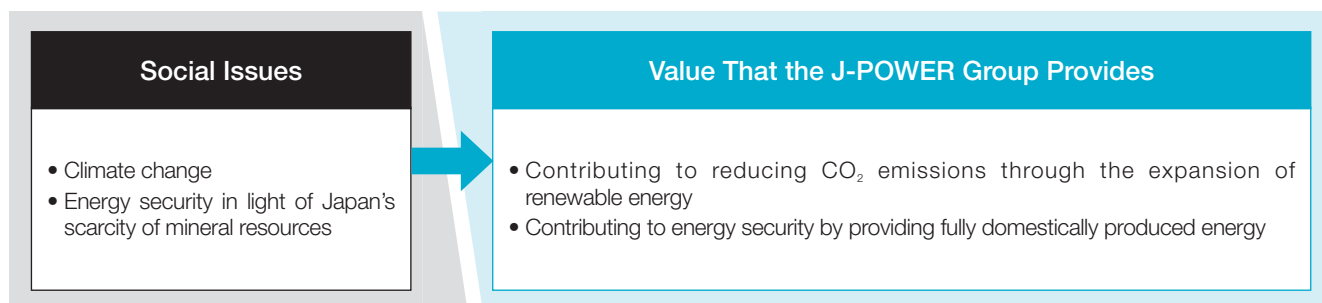 Social Issues
• Climate change
• Energy security in light of Japan’s
scarcity of mineral resources
Value That the J-POWER Group Provides
• Contributing to reducing CO₂ emissions through the expansion of
renewable energy
• Contributing to energy security by providing fully domestically produced energy